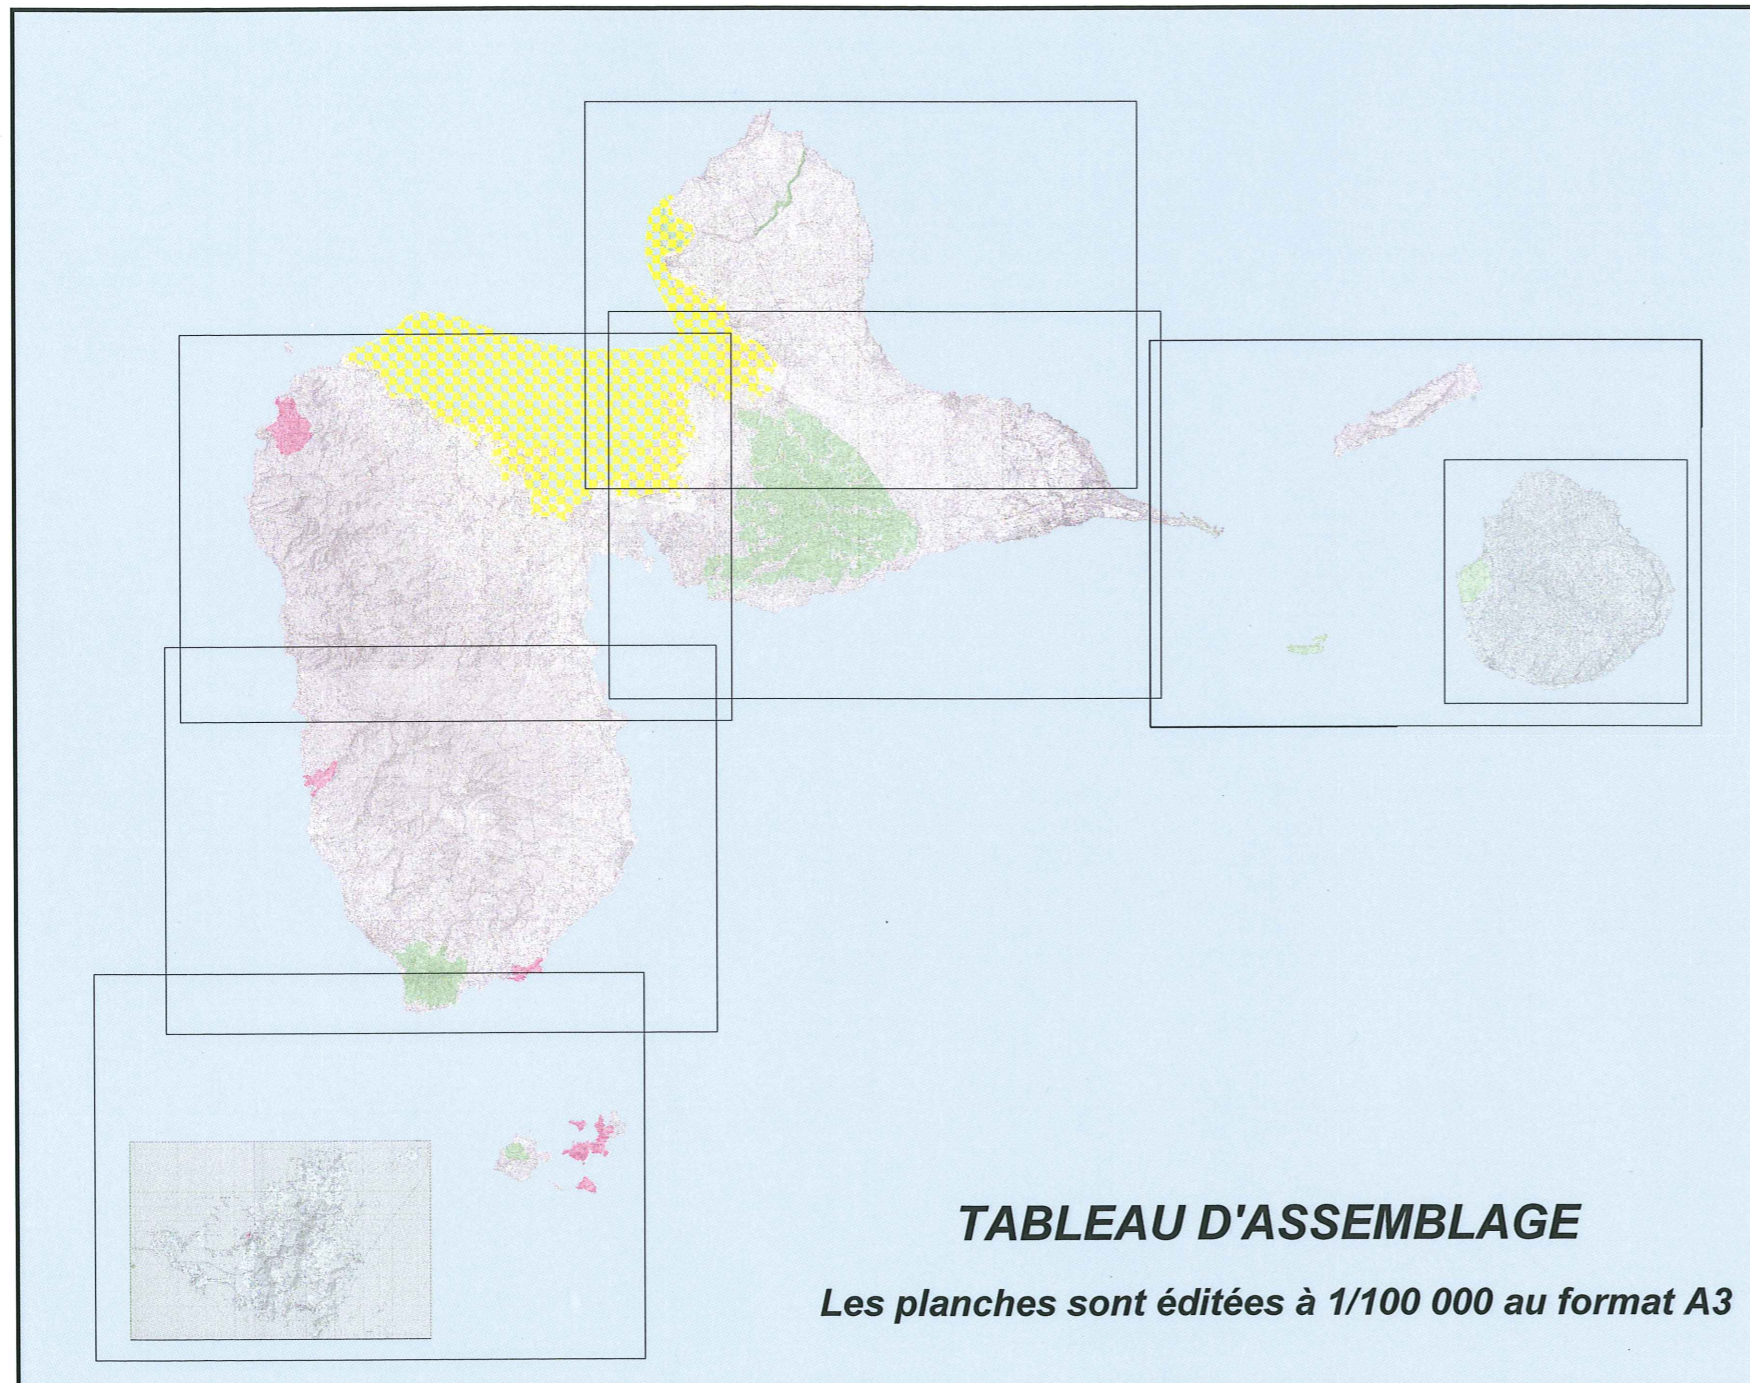 TABLEAU D'ASSEMBLAGE
Les planches sont éditées à 1/100 000 au format A3